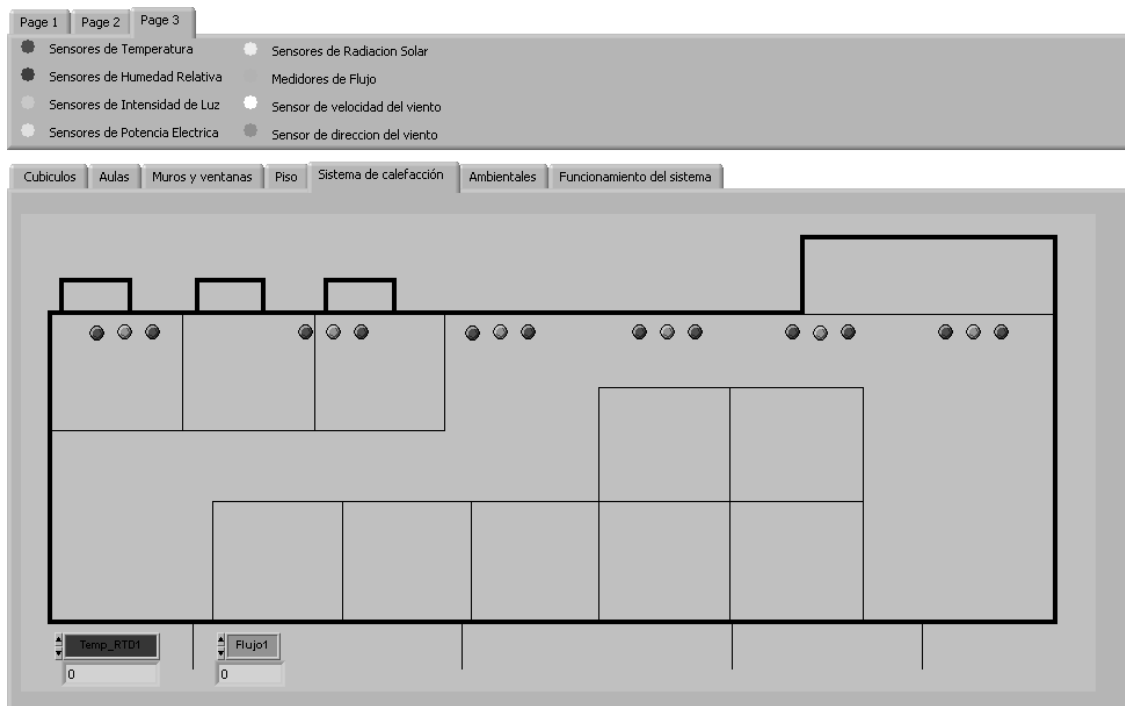 Page 1 Page 2 Page 3
Sensores de Temperatura
Sensores de Radiacion Solar
Sensores de Humedad Relativa
Medidores de Flujo
Sensores de Intensidad de Luz
Sensor de velocidad del viento
Sensores de Potencia Electrica
Sensor de direccion del viento
Cubiculos Aulas Muros y ventanas Piso Sistema de calefacción Ambientales Funcionamiento del sistema
Temp_RTD1 Flujo1
0 0